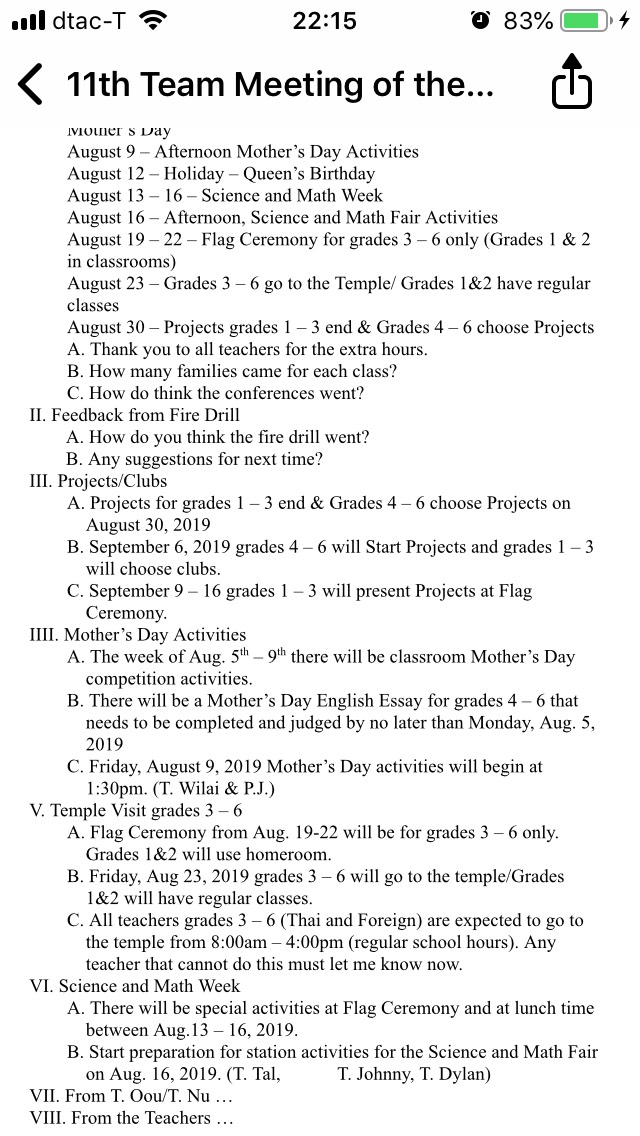 dtac-T 22:15 83%
11th Team Meeting of the...
Mother's Day
August 9 – Afternoon Mother's Day Activities
August 12 – Holiday – Queen's Birthday
August 13 – 16 – Science and Math Week
August 16 – Afternoon, Science and Math Fair Activities
August 19 – 22 – Flag Ceremony for grades 3 – 6 only (Grades 1 & 2
in classrooms)
August 23 – Grades 3 – 6 go to the Temple/ Grades 1&2 have regular
classes
August 30 – Projects grades 1 – 3 end & Grades 4 – 6 choose Projects
A. Thank you to all teachers for the extra hours.
B. How many families came for each class?
C. How do think the conferences went?
II. Feedback from Fire Drill
A. How do you think the fire drill went?
B. Any suggestions for next time?
III. Projects/Clubs
A. Projects for grades 1 – 3 end & Grades 4 – 6 choose Projects on
August 30, 2019
B. September 6, 2019 grades 4 – 6 will Start Projects and grades 1 – 3
will choose clubs.
C. September 9 – 16 grades 1 – 3 will present Projects at Flag
Ceremony.
IIII. Mother's Day Activities
A. The week of Aug. 5th – 9th there will be classroom Mother's Day
competition activities.
B. There will be a Mother's Day English Essay for grades 4 – 6 that
needs to be completed and judged by no later than Monday, Aug. 5,
2019
C. Friday, August 9, 2019 Mother's Day activities will begin at
1:30pm. (T. Wilai & P.J.)
V. Temple Visit grades 3 – 6
A. Flag Ceremony from Aug. 19-22 will be for grades 3 – 6 only.
Grades 1&2 will use homeroom.
B. Friday, Aug 23, 2019 grades 3 – 6 will go to the temple/Grades
1&2 will have regular classes.
C. All teachers grades 3 – 6 (Thai and Foreign) are expected to go to
the temple from 8:00am – 4:00pm (regular school hours). Any
teacher that cannot do this must let me know now.
VI. Science and Math Week
A. There will be special activities at Flag Ceremony and at lunch time
between Aug.13 – 16, 2019.
B. Start preparation for station activities for the Science and Math Fair
on Aug. 16, 2019. (T. Tal, T. Johnny, T. Dylan)
VII. From T. Oou/T. Nu …
VIII. From the Teachers …